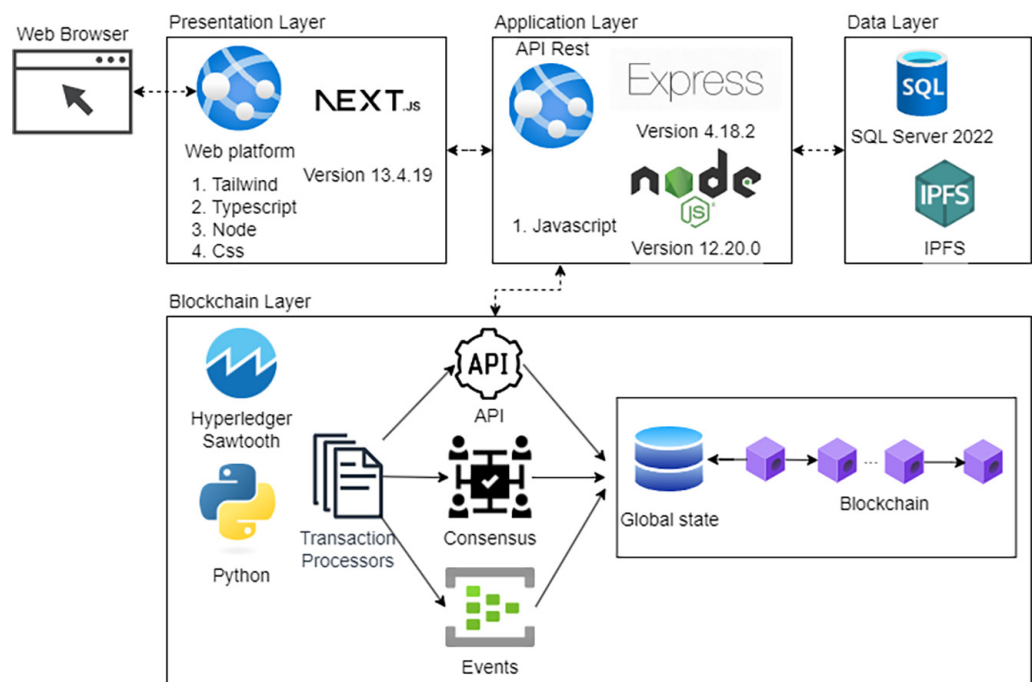 Web Browser
Presentation Layer
NEXT.JS
Web platform
Version 13.4.19
1. Tailwind
2. Typescript
3. Node
4. Css
Application Layer
API Rest
Express
Version 4.18.2
node
JS
1. Javascript
Version 12.20.0
Data Layer
SQL
SQL Server 2022
IPFS
IPFS
Blockchain Layer
Hyperledger
Sawtooth
Python
Transaction
Processors
API
API
Consensus
Events
Global state
...
Blockchain